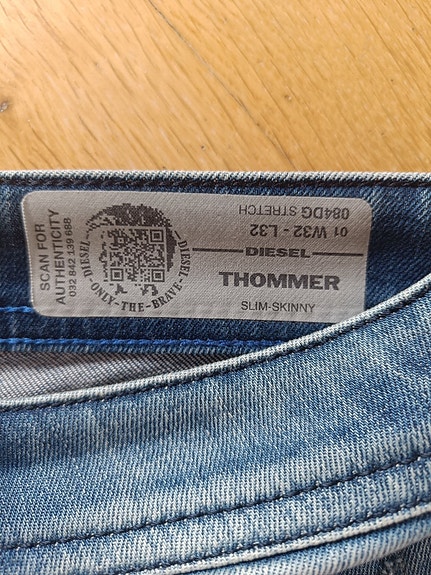 SCAN FOR
AUTHENTICITY
032 842 139 688
DIESEL
ONLY-THE-BRAVE
DIESEL
084DG STRETCH
01 W32 - L32
DIESEL
THOMMER
SLIM-SKINNY